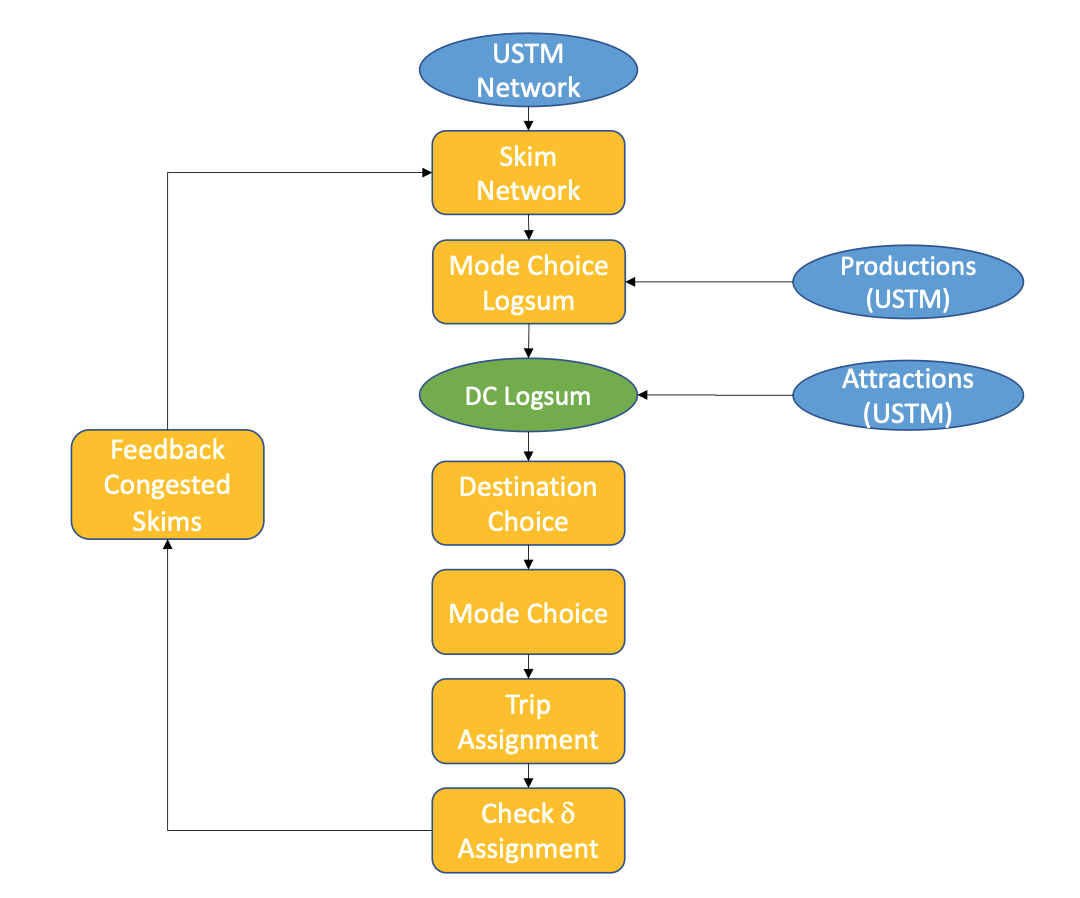 USTM
Network
Skim
Network
Mode Choice
Logsum
Productions
(USTM)
DC Logsum
Attractions
(USTM)
Feedback
Congested
Skims
Destination
Choice
Mode Choice
Trip
Assignment
Check δ
Assignment